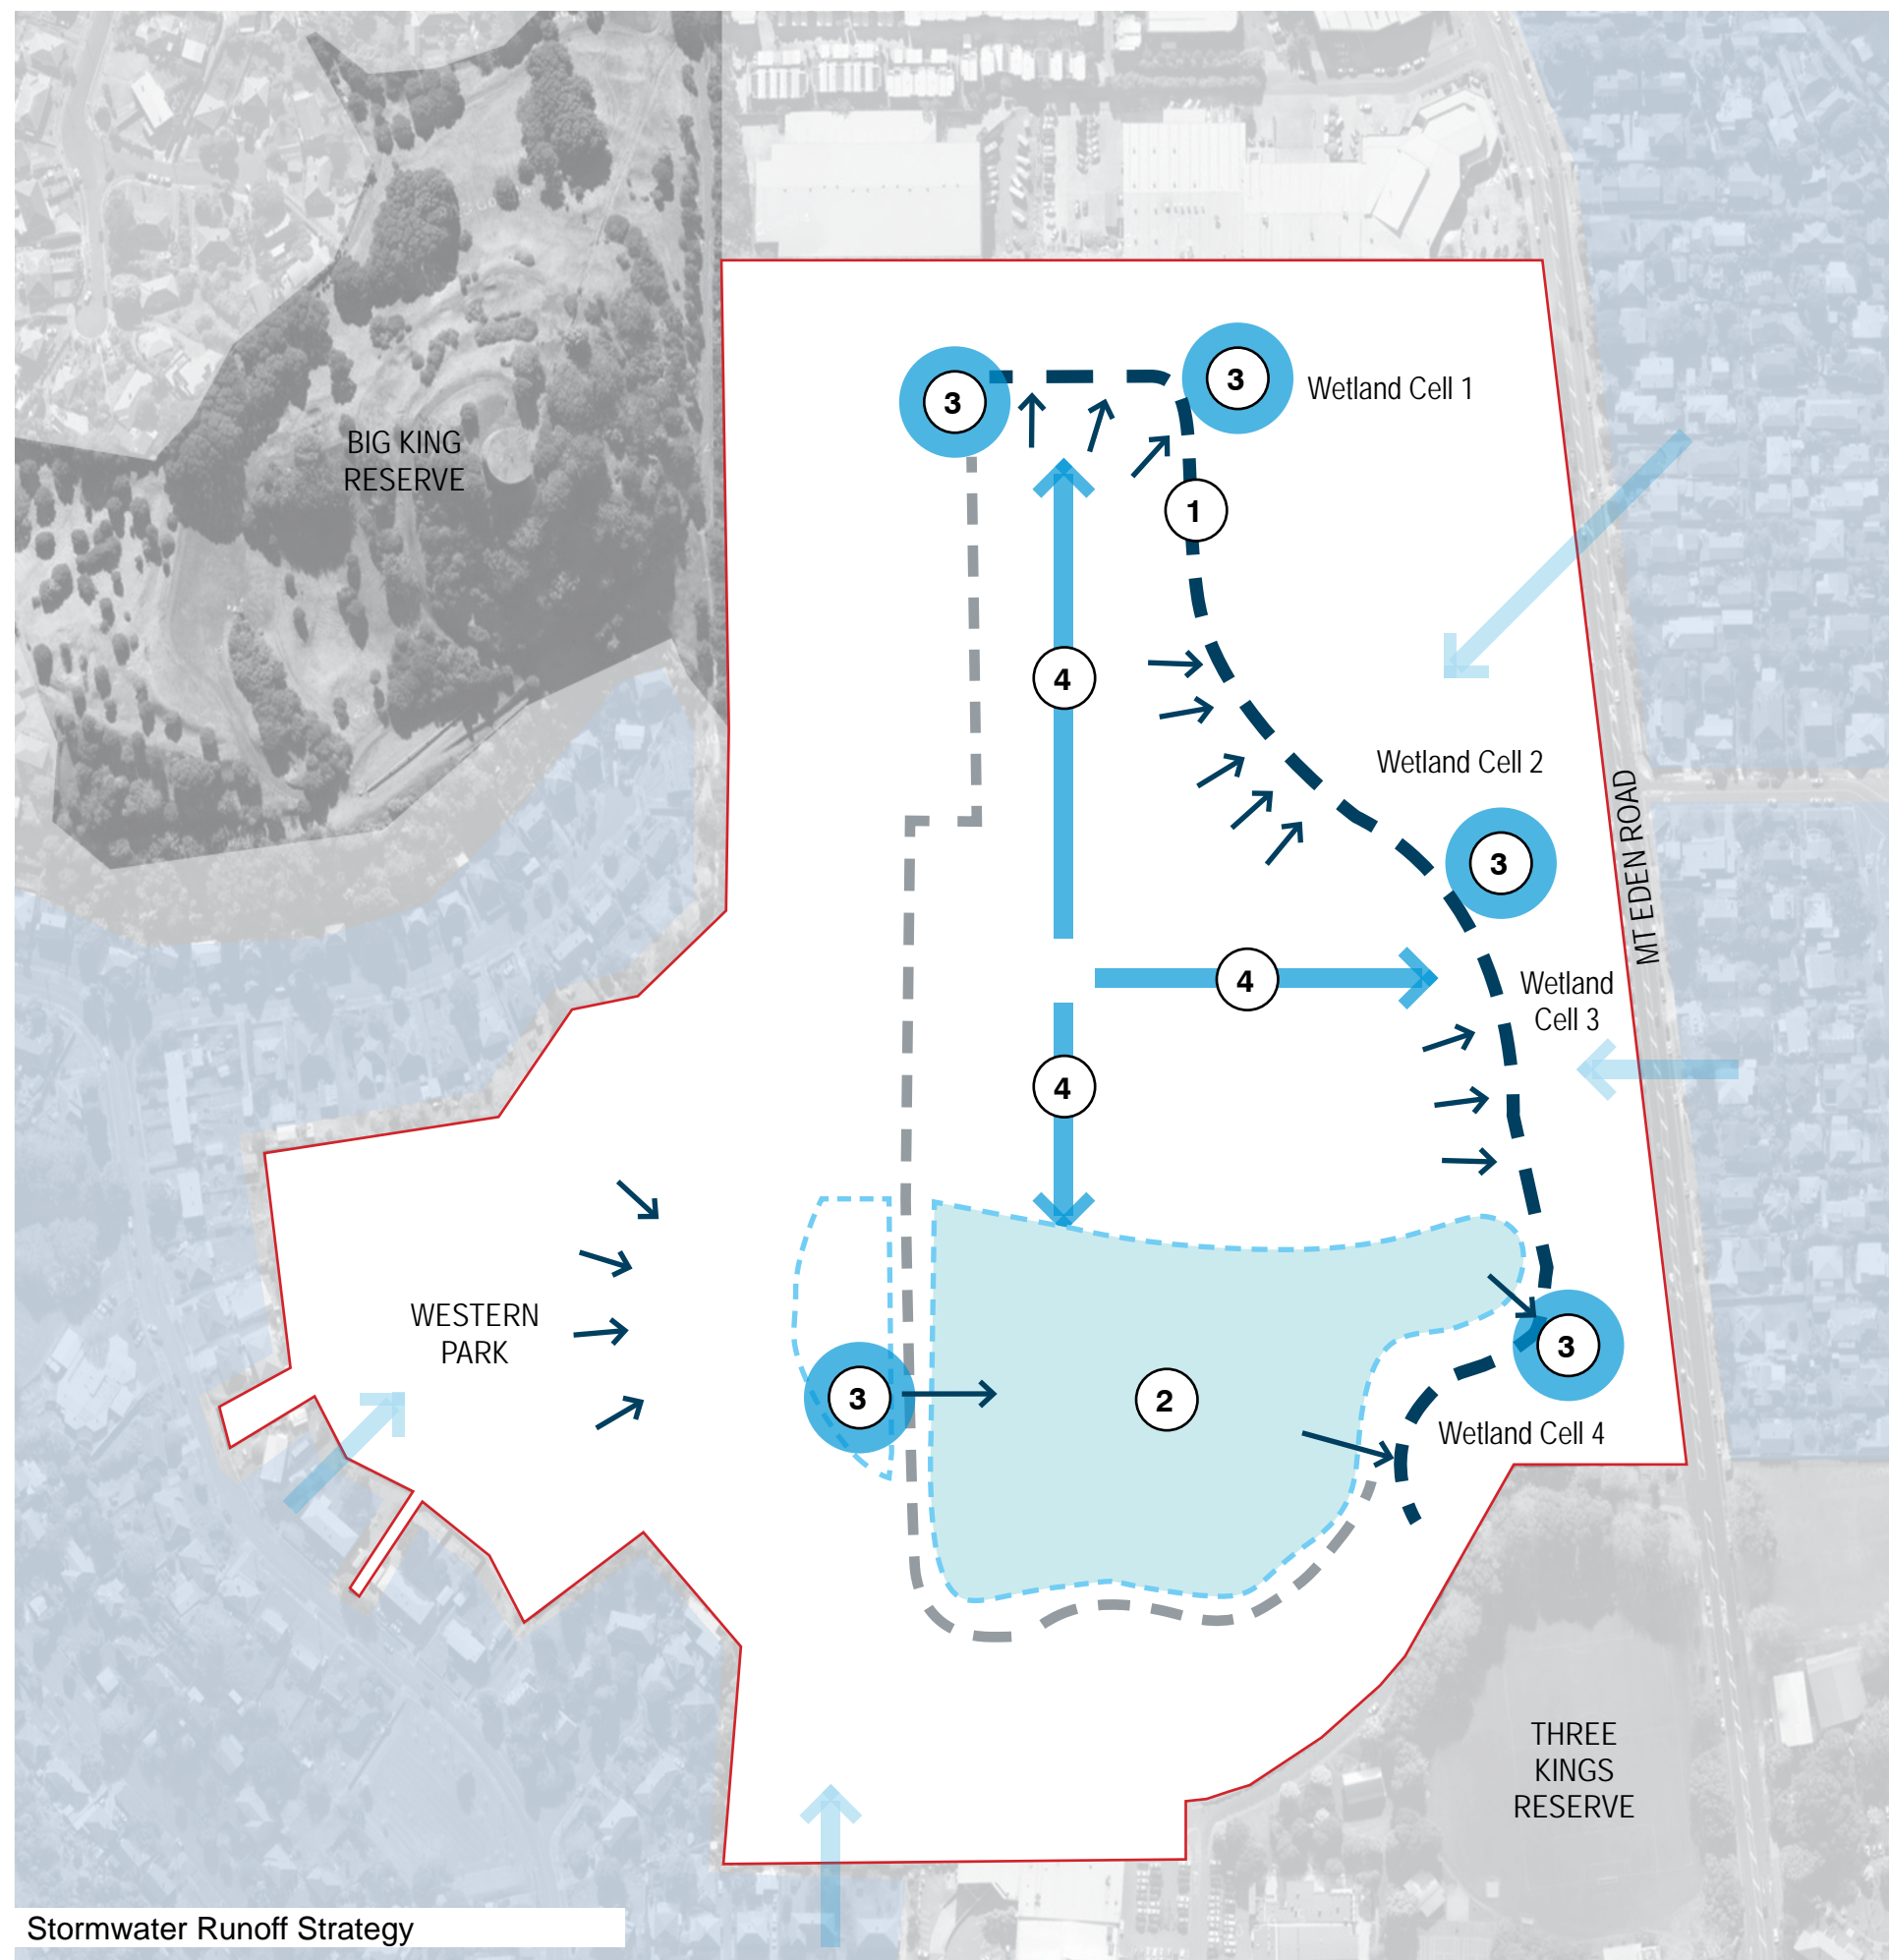 3
3
Wetland Cell 1
BIG KING
RESERVE
1
4
Wetland Cell 2
MT EDEN ROAD
3
4
Wetland
Cell 3
4
WESTERN
PARK
3
3
2
Wetland Cell 4
THREE
KINGS
RESERVE
Stormwater Runoff Strategy